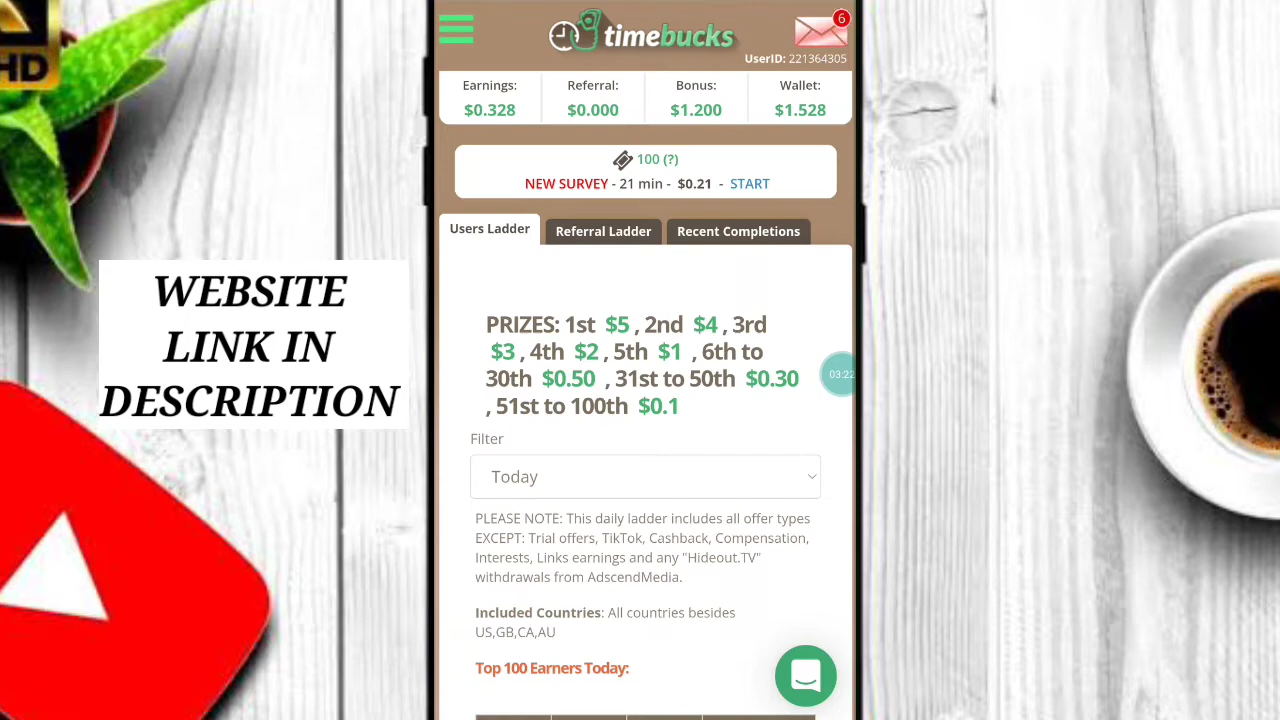 HD
WEBSITE
LINK IN
DESCRIPTION
timebucks
6
UserID: 221364305
Earnings:
$0.328
Referral:
$0.000
Bonus:
$1.200
Wallet:
$1.528
100 (?)
NEW SURVEY - 21 min - $0.21 - START
Users Ladder
Referral Ladder
Recent Completions
PRIZES: 1st $5 , 2nd $4 , 3rd
$3 , 4th $2 , 5th $1 , 6th to
30th $0.50 , 31st to 50th $0.30
, 51st to 100th $0.1
03:22
Filter
Today
PLEASE NOTE: This daily ladder includes all offer types
EXCEPT: Trial offers, TikTok, Cashback, Compensation,
Interests, Links earnings and any "Hideout.TV"
withdrawals from AdscendMedia.
Included Countries: All countries besides
US,GB,CA,AU
Top 100 Earners Today: